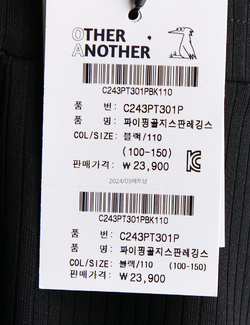 OTHER
ANOTHER
C243PT301PBK110
품 번: C243PT301P
품 명: 파이핑골지스판레깅스
COL/SIZE: 블랙/110
(100-150)
판매가격: ₩ 23,900
2024/05베트남
C243PT301PBK110
품 번: C243PT301P
품 명: 파이핑골지스판레깅스
COL/SIZE: 블랙/110 (100-150)
판매가격: ₩ 23,900